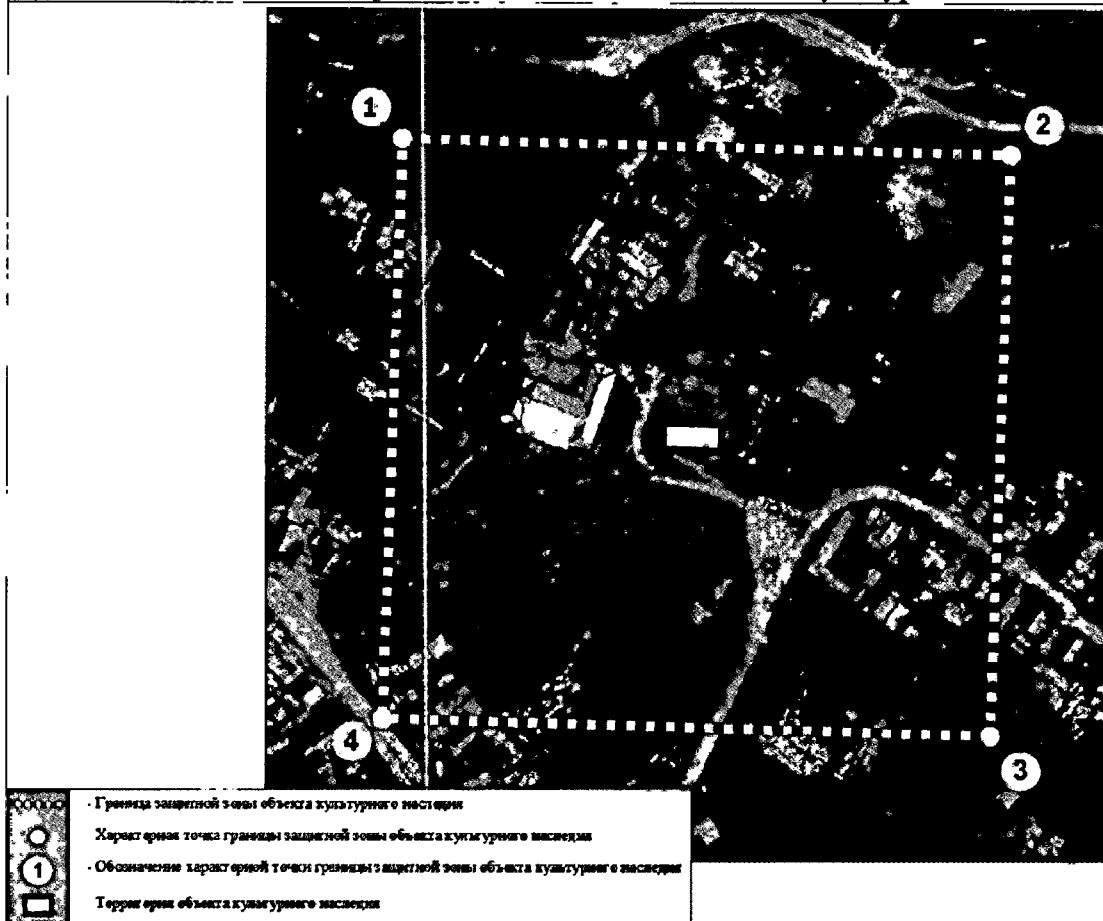 1
2
4
3
- Граница защитной зоны объекта культурного наследия
Характерная точка границы защитной зоны объекта культурного наследия
1
- Обозначение характерной точки границы защитной зоны объекта культурного наследия
Территория объекта культурного наследия